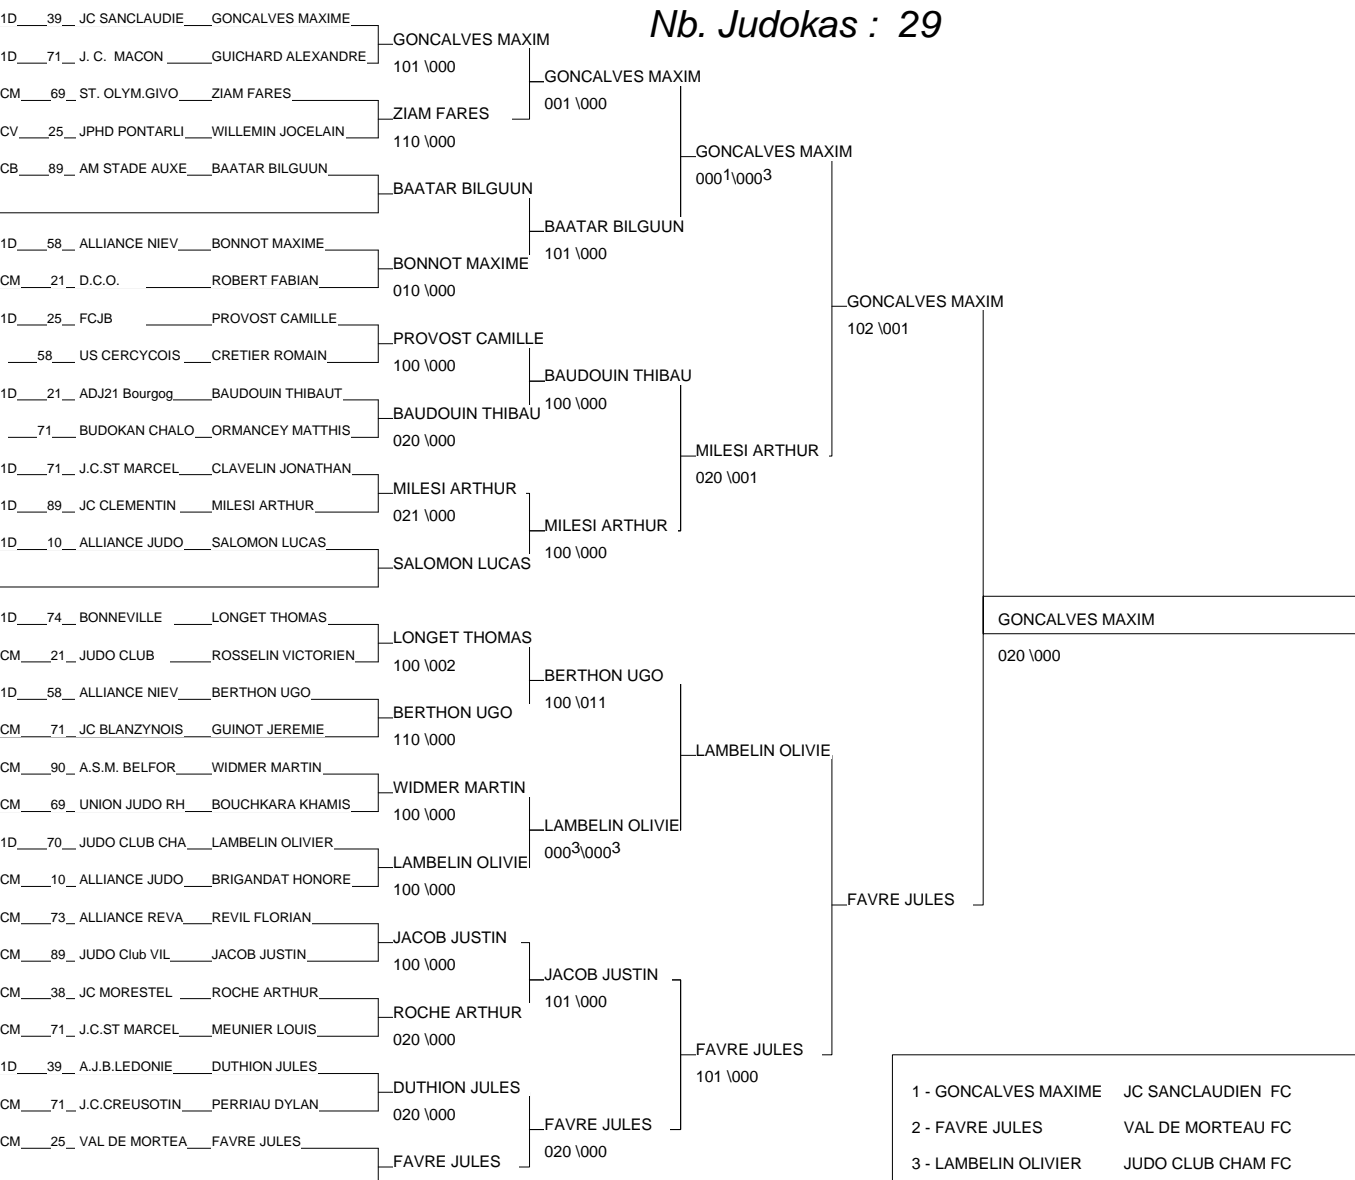 Nb. Judokas : 29
1D 39 JC SANCLAUDIE GONCALVES MAXIME
1D 71 J. C. MACON GUICHARD ALEXANDRE
CM 69 ST. OLYM.GIVO ZIAM FARES
CV 25 JPHD PONTARLI WILLEMIN JOCELAIN
CB 89 AM STADE AUXE BAATAR BILGUUN
1D 58 ALLIANCE NIEV BONNOT MAXIME
CM 21 D.C.O. ROBERT FABIAN
1D 25 FCJB PROVOST CAMILLE
58 US CERCYCOIS CRETIER ROMAIN
1D 21 ADJ21 Bourgog BAUDOUIN THIBAUT
71 BUDOKAN CHALO ORMANCEY MATTHIS
1D 71 J.C.ST MARCEL CLAVELIN JONATHAN
1D 89 JC CLEMENTIN MILESI ARTHUR
1D 10 ALLIANCE JUDO SALOMON LUCAS
1D 74 BONNEVILLE LONGET THOMAS
CM 21 JUDO CLUB ROSSELIN VICTORIEN
1D 58 ALLIANCE NIEV BERTHON UGO
CM 71 JC BLANZYNOIS GUINOT JEREMIE
CM 90 A.S.M. BELFOR WIDMER MARTIN
CM 69 UNION JUDO RH BOUCHKARA KHAMIS
1D 70 JUDO CLUB CHA LAMBELIN OLIVIER
CM 10 ALLIANCE JUDO BRIGANDAT HONORE
CM 73 ALLIANCE REVA REVIL FLORIAN
CM 89 JUDO Club VIL JACOB JUSTIN
CM 38 JC MORESTEL ROCHE ARTHUR
CM 71 J.C.ST MARCEL MEUNIER LOUIS
1D 39 A.J.B.LEDONIE DUTHION JULES
CM 71 J.C.CREUSOTIN PERRIAU DYLAN
CM 25 VAL DE MORTEA FAVRE JULES
GONCALVES MAXIM
101 \000
ZIAM FARES
110 \000
BAATAR BILGUUN
BONNOT MAXIME
010 \000
PROVOST CAMILLE
100 \000
BAUDOUIN THIBAU
020 \000
MILESI ARTHUR
021 \000
SALOMON LUCAS
LONGET THOMAS
100 \002
BERTHON UGO
110 \000
WIDMER MARTIN
100 \000
LAMBELIN OLIVIE
100 \000
JACOB JUSTIN
100 \000
ROCHE ARTHUR
020 \000
DUTHION JULES
020 \000
FAVRE JULES
GONCALVES MAXIM
001 \000
BAATAR BILGUUN
101 \000
BAUDOUIN THIBAU
100 \000
MILESI ARTHUR
100 \000
BERTHON UGO
100 \011
LAMBELIN OLIVIE
000³\000³
JACOB JUSTIN
101 \000
FAVRE JULES
020 \000
GONCALVES MAXIM
000¹\000³
MILESI ARTHUR
020 \001
LAMBELIN OLIVIE
FAVRE JULES
101 \000
GONCALVES MAXIM
102 \001
FAVRE JULES
GONCALVES MAXIM
020 \000
1 - GONCALVES MAXIME JC SANCLAUDIEN FC
2 - FAVRE JULES VAL DE MORTEAU FC
3 - LAMBELIN OLIVIER JUDO CLUB CHAM FC